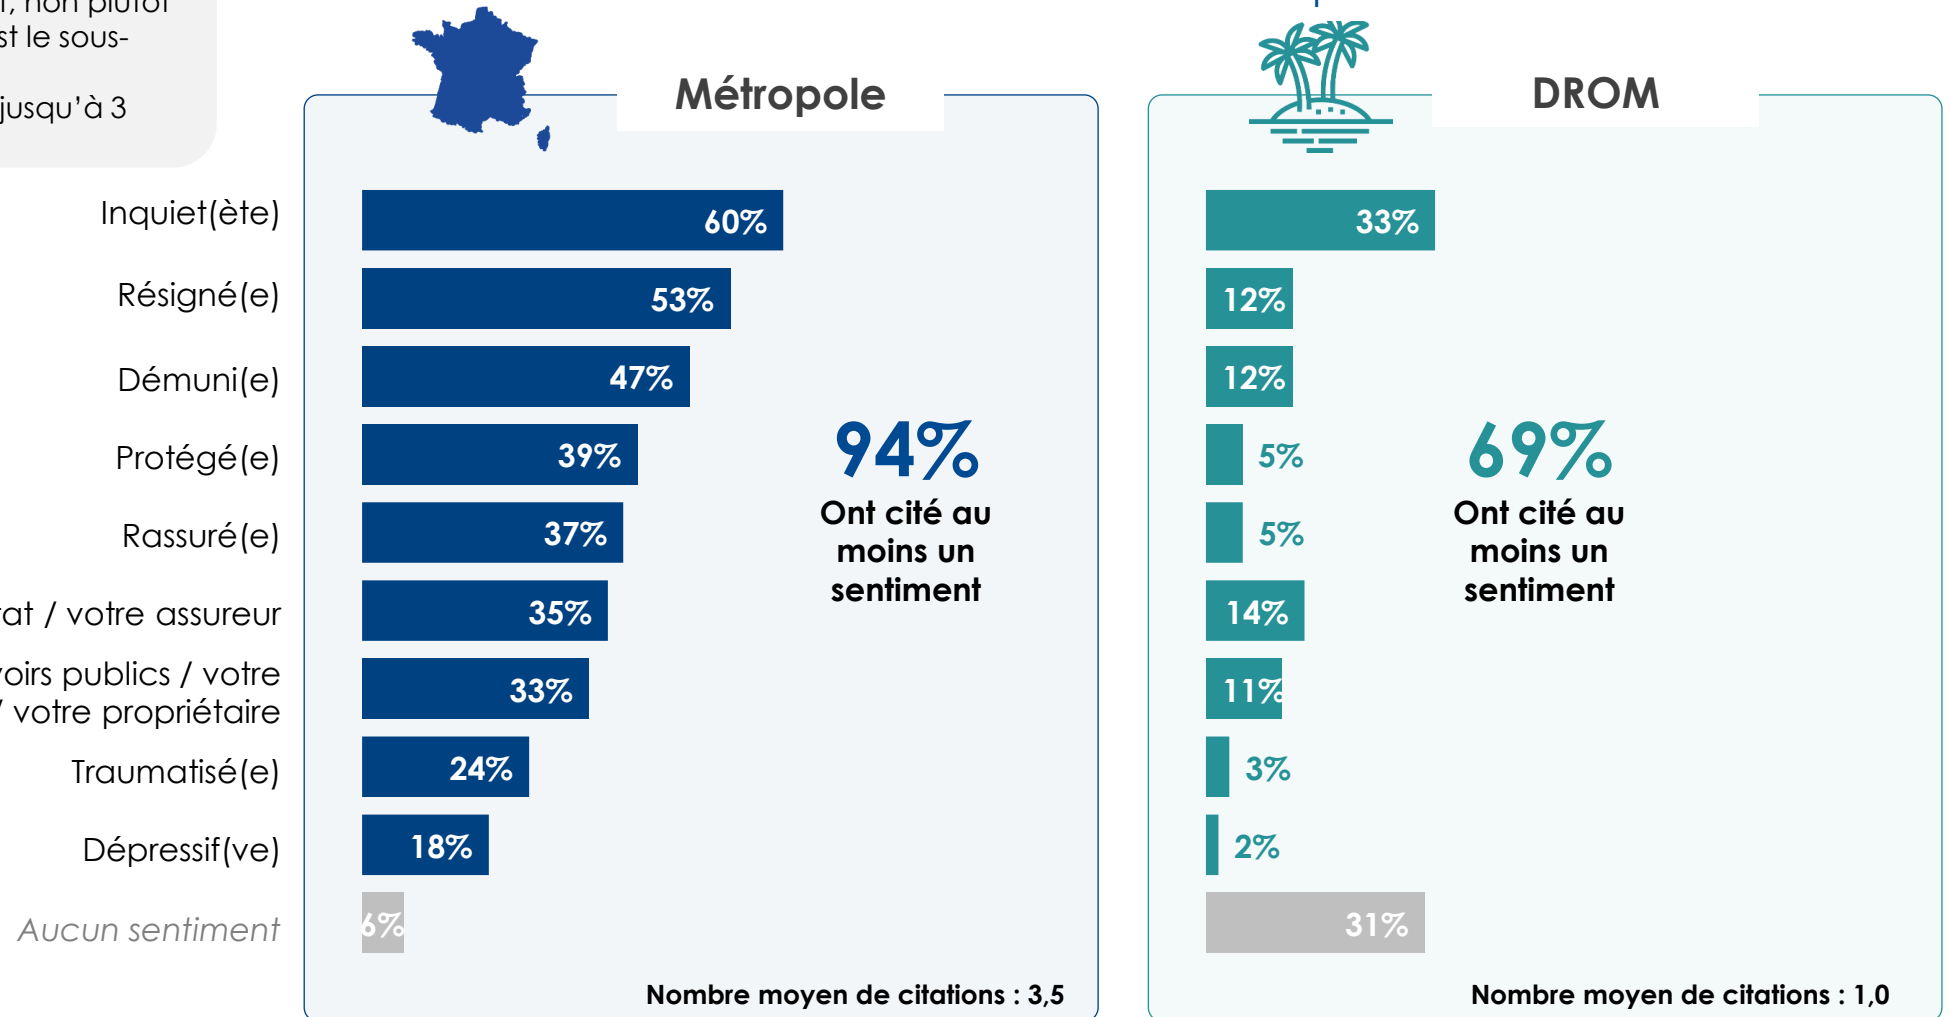 non plutôt
st le sous-
jusqu'à 3
Métropole
DROM
Inquiet(ète)
60%
33%
Résigné(e)
53%
12%
Démuni(e)
47%
12%
Protégé(e)
39%
5%
Rassuré(e)
37%
5%
at / votre assureur
35%
14%
oirs publics / votre
/ votre propriétaire
33%
11%
Traumatisé(e)
24%
3%
Dépressif(ve)
18%
2%
Aucun sentiment
6%
31%
94%
Ont cité au
moins un
sentiment
69%
Ont cité au
moins un
sentiment
Nombre moyen de citations : 3,5
Nombre moyen de citations : 1,0